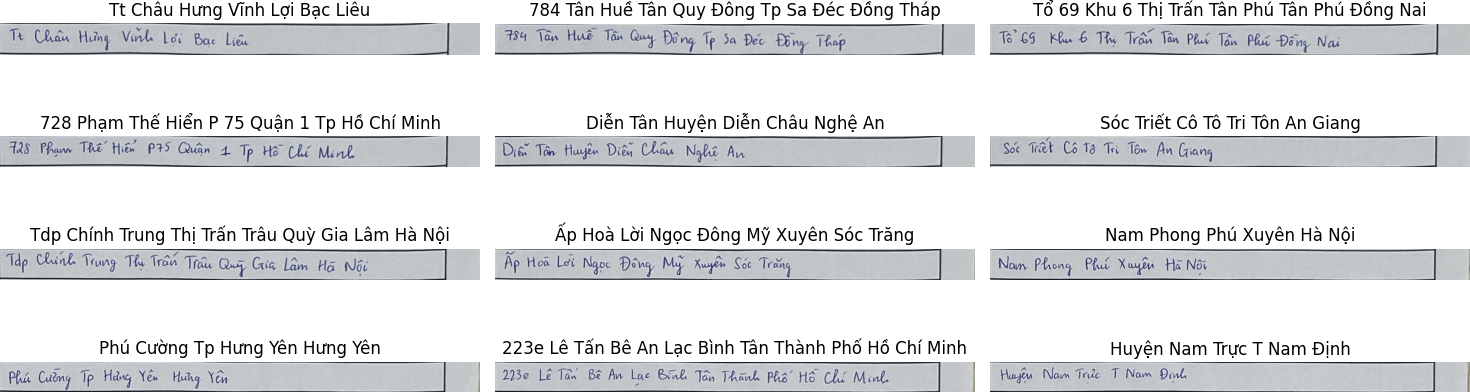 Tt Châu Hưng Vĩnh Lợi Bạc Liêu
784 Tân Huề Tân Quy Đông Tp Sa Đéc Đồng Tháp
Tổ 69 Khu 6 Thị Trấn Tân Phú Tân Phú Đồng Nai
Tt Châu Hưng Vĩnh Lợi Bạc Liêu
784 Tân Huề Tân Quy Đông Tp Sa Đéc Đồng Tháp
Tổ 69 Khu 6 Thị Trấn Tân Phú Tân Phú Đồng Nai
728 Phạm Thế Hiển P 75 Quận 1 Tp Hồ Chí Minh
Diễn Tân Huyện Diễn Châu Nghệ An
Sóc Triết Cô Tô Tri Tôn An Giang
728 Phạm Thế Hiển P75 Quận 1 Tp Hồ Chí Minh
Diễn Tân Huyện Diễn Châu Nghệ An
Sóc Triết Cô Tô Tri Tôn An Giang
Tdp Chính Trung Thị Trấn Trâu Quỳ Gia Lâm Hà Nội
Ấp Hoà Lời Ngọc Đông Mỹ Xuyên Sóc Trăng
Nam Phong Phú Xuyên Hà Nội
Tdp Chính Trung Thị Trấn Trâu Quỳ Gia Lâm Hà Nội
Ấp Hoà Lời Ngọc Đông Mỹ Xuyên Sóc Trăng
Nam Phong Phú Xuyên Hà Nội
Phú Cường Tp Hưng Yên Hưng Yên
223e Lê Tấn Bê An Lạc Bình Tân Thành Phố Hồ Chí Minh
Huyện Nam Trực T Nam Định
Phú Cường Tp Hưng Yên Hưng Yên
223e Lê Tấn Bê An Lạc Bình Tân Thành Phố Hồ Chí Minh
Huyện Nam Trực T Nam Định